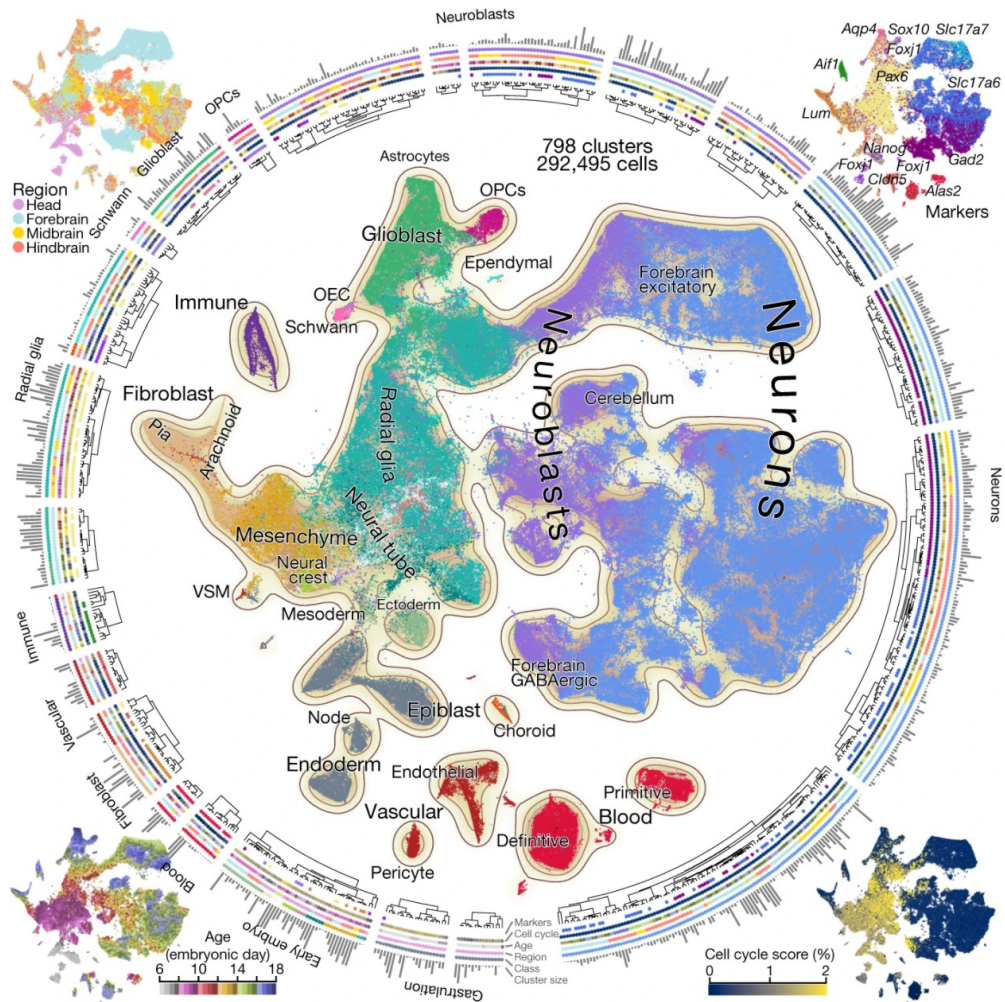 Neuroblasts
OPCs
Glioblast
Schwann
Radial glia
Immune
Vascular
Fibroblast
Blood
Early embryo
Gastrulation
Neurons
Region
Head
Forebrain
Midbrain
Hindbrain
Aqp4
Sox10
Slc17a7
Foxj1
Aif1
Pax6
Slc17a6
Lum
Nanog
Foxj1
Foxj1
Gad2
Cldn5
Alas2
Markers
798 clusters
292,495 cells
Astrocytes
OPCs
Glioblast
Ependymal
OEC
Schwann
Immune
Forebrain
excitatory
Neurons
Neuroblasts
Cerebellum
Fibroblast
Pia
Arachnoid
Radial glia
Neural tube
Mesenchyme
Neural
crest
VSM
Mesoderm
Ectoderm
Forebrain
GABAergic
Epiblast
Node
Choroid
Endoderm
Endothelial
Vascular
Pericyte
Primitive
Blood
Definitive
Markers
Cell cycle
Age
Region
Class
Cluster size
Age
(embryonic day)
6 10 14 18
Cell cycle score (%)
0 1 2